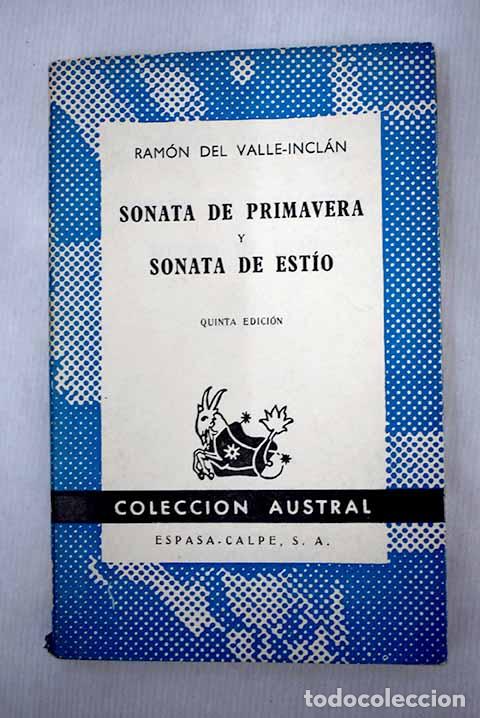 RAMÓN DEL VALLE-INCLÁN
SONATA DE PRIMAVERA
Y
SONATA DE ESTÍO
QUINTA EDICIÓN
COLECCION AUSTRAL
ESPASA-CALPE, S. A.
todocoleccion